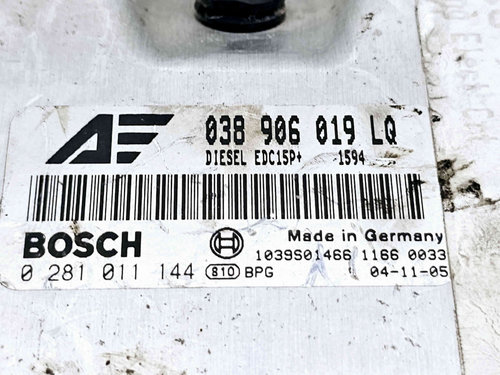 AE 038 906 019 LQ
DIESEL EDC15P+ 1594
BOSCH Made in Germany
1039S01466 1166 0033
0 281 011 144 810 BPG 04-11-05